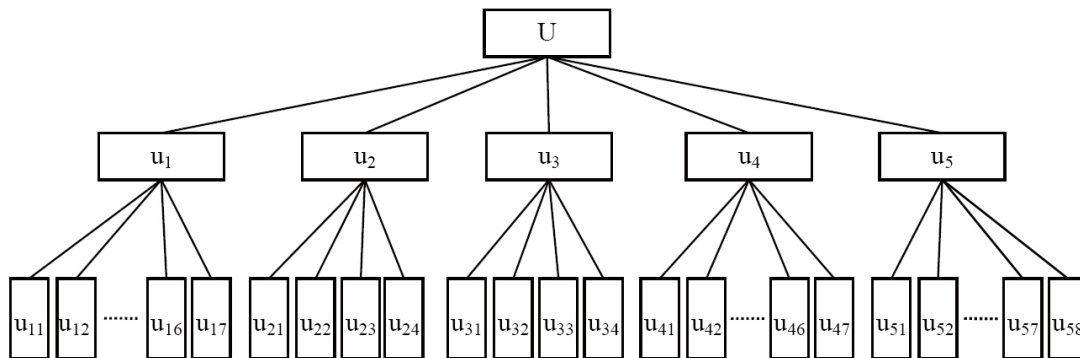 U
u₁ u₂ u₃ u₄ u₅
u₁₁ u₁₂ ······· u₁₆ u₁₇ u₂₁ u₂₂ u₂₃ u₂₄ u₃₁ u₃₂ u₃₃ u₃₄ u₄₁ u₄₂ ······· u₄₆ u₄₇ u₅₁ u₅₂ ······· u₅₇ u₅₈